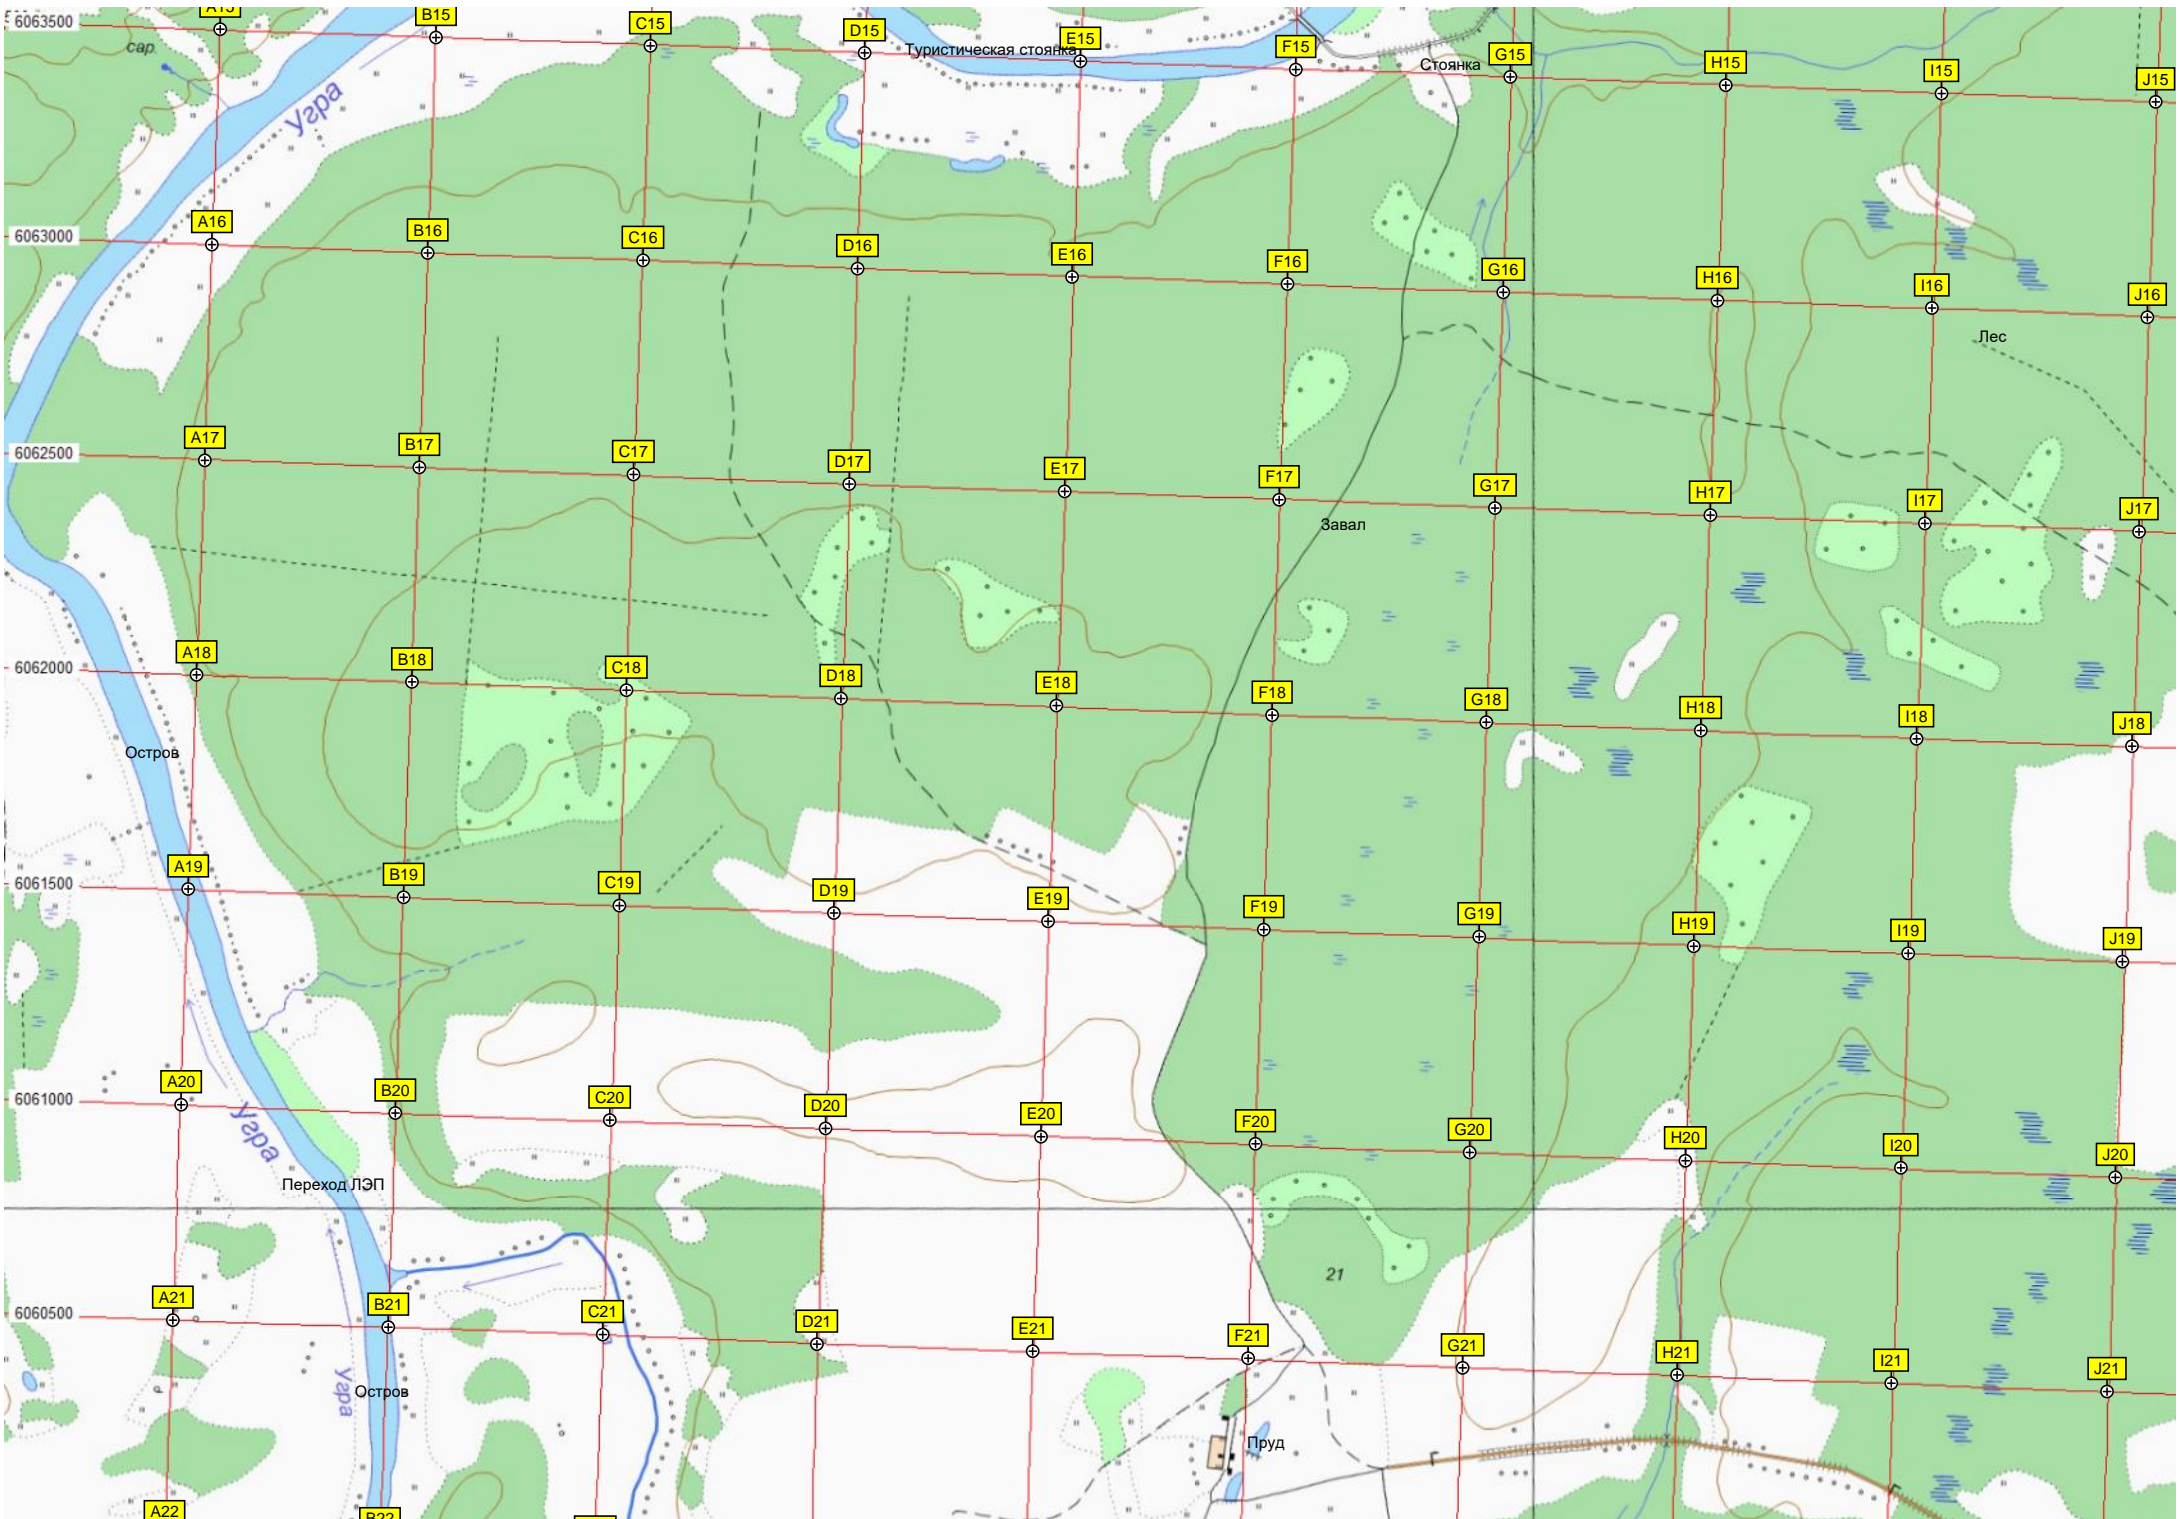 6063500
A15 B15 C15 D15 E15 F15 G15 H15 I15 J15
сар.
Туристическая стоянка
Стоянка
Угра
6063000
A16 B16 C16 D16 E16 F16 G16 H16 I16 J16
Лес
6062500
A17 B17 C17 D17 E17 F17 G17 H17 I17 J17
Завал
6062000
A18 B18 C18 D18 E18 F18 G18 H18 I18 J18
Остров
6061500
A19 B19 C19 D19 E19 F19 G19 H19 I19 J19
6061000
A20 B20 C20 D20 E20 F20 G20 H20 I20 J20
Угра
Переход ЛЭП
21
6060500
A21 B21 C21 D21 E21 F21 G21 H21 I21 J21
Угра
Остров
Пруд
A22 B22